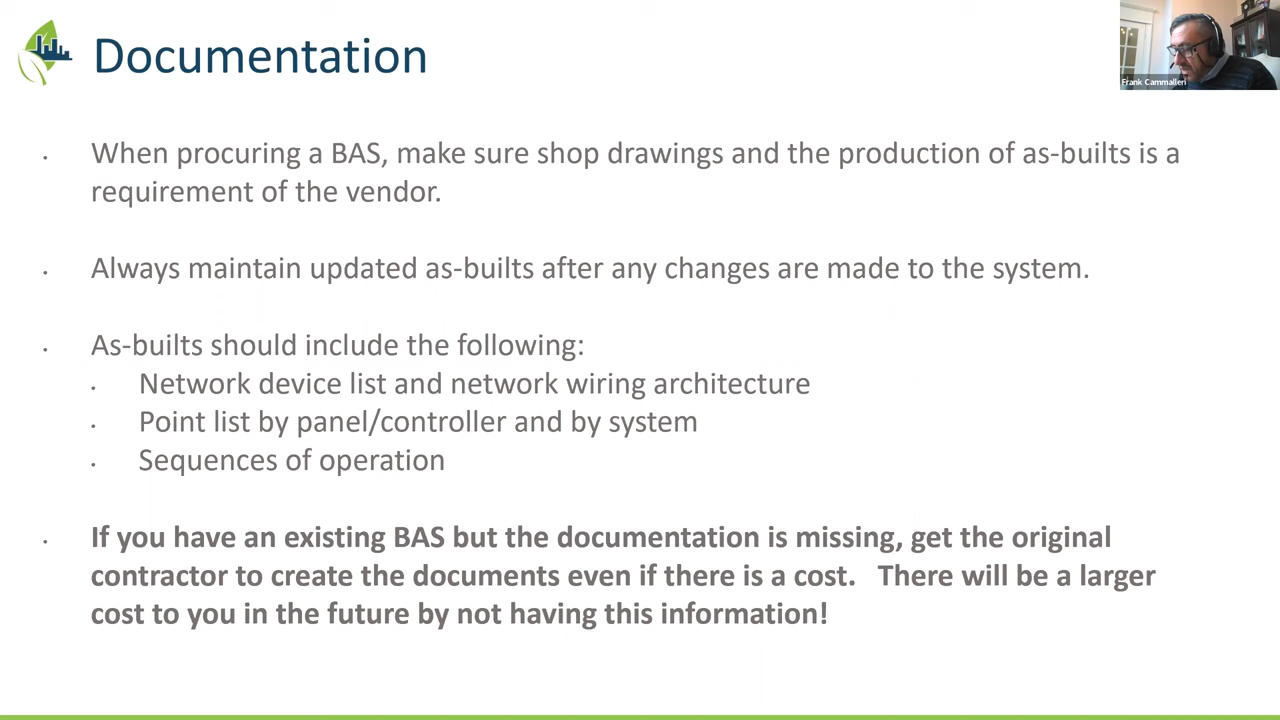 Documentation
Frank Cammalleri
When procuring a BAS, make sure shop drawings and the production of as-builts is a
requirement of the vendor.
Always maintain updated as-builts after any changes are made to the system.
As-builts should include the following:
Network device list and network wiring architecture
Point list by panel/controller and by system
Sequences of operation
If you have an existing BAS but the documentation is missing, get the original
contractor to create the documents even if there is a cost. There will be a larger
cost to you in the future by not having this information!